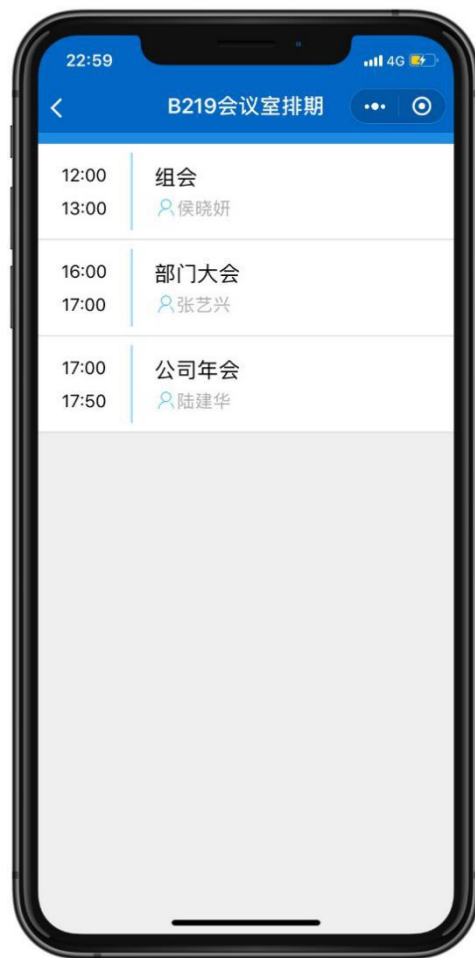 22:59
4G
B219会议室排期
12:00
组会
13:00
侯晓妍
16:00
部门大会
17:00
张艺兴
17:00
公司年会
17:50
陆建华